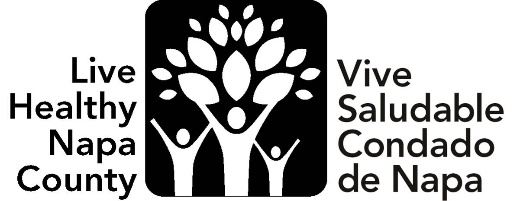 Live
Healthy
Napa
County
Vive
Saludable
Condado
de Napa